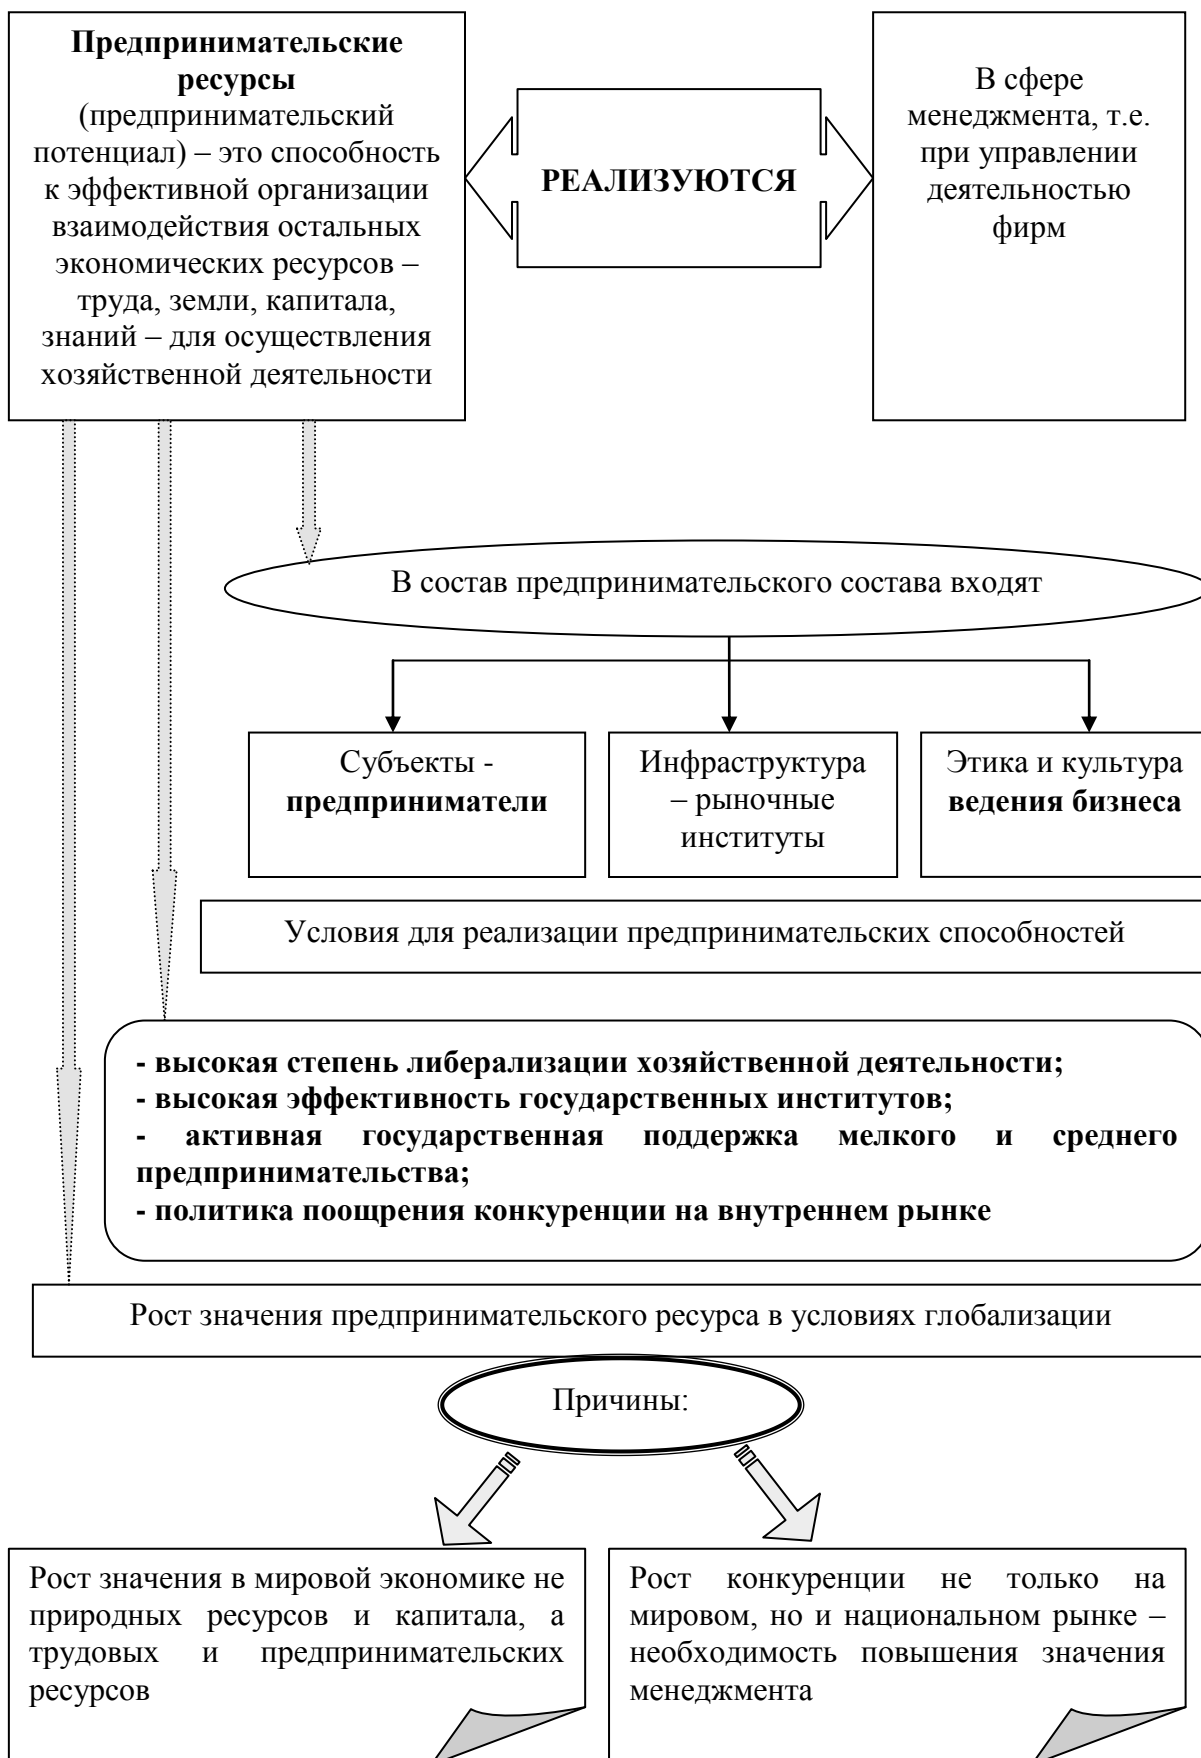 Предпринимательские
ресурсы
(предпринимательский
потенциал) – это способность
к эффективной организации
взаимодействия остальных
экономических ресурсов –
труда, земли, капитала,
знаний – для осуществления
хозяйственной деятельности
РЕАЛИЗУЮТСЯ
В сфере
менеджмента, т.е.
при управлении
деятельностью
фирм
В состав предпринимательского состава входят
Субъекты -
предприниматели
Инфраструктура
– рыночные
институты
Этика и культура
ведения бизнеса
Условия для реализации предпринимательских способностей
- высокая степень либерализации хозяйственной деятельности;
- высокая эффективность государственных институтов;
- активная государственная поддержка мелкого и среднего
предпринимательства;
- политика поощрения конкуренции на внутреннем рынке
Рост значения предпринимательского ресурса в условиях глобализации
Причины:
Рост значения в мировой экономике не
природных ресурсов и капитала, а
трудовых и предпринимательских
ресурсов
Рост конкуренции не только на
мировом, но и национальном рынке –
необходимость повышения значения
менеджмента